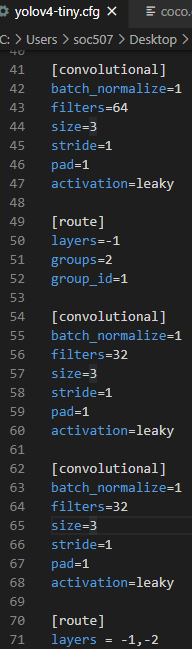 yolov4-tiny.cfg coco.
C: > Users > soc507 > Desktop >
40
41 [convolutional]
42 batch_normalize=1
43 filters=64
44 size=3
45 stride=1
46 pad=1
47 activation=leaky
48
49 [route]
50 layers=-1
51 groups=2
52 group_id=1
53
54 [convolutional]
55 batch_normalize=1
56 filters=32
57 size=3
58 stride=1
59 pad=1
60 activation=leaky
61
62 [convolutional]
63 batch_normalize=1
64 filters=32
65 size=3
66 stride=1
67 pad=1
68 activation=leaky
69
70 [route]
71 layers = -1,-2